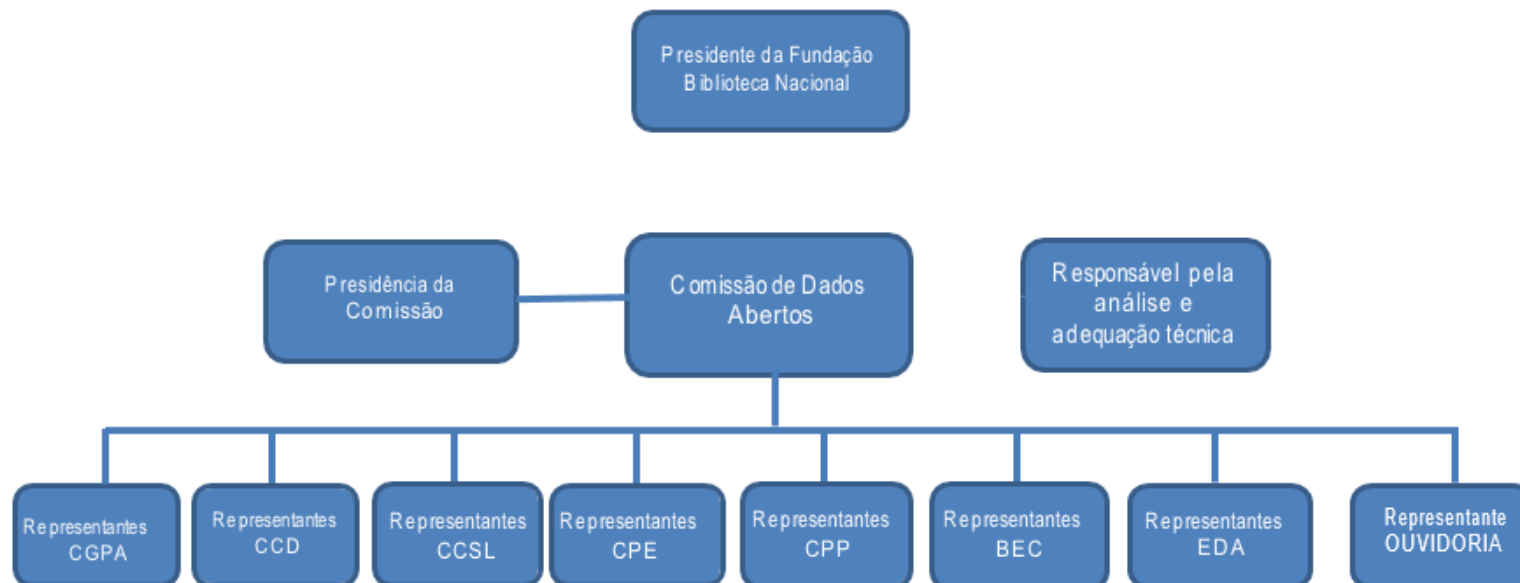 Presidente da Fundação
Biblioteca Nacional
Presidência da
Comissão
Comissão de Dados
Abertos
Responsável pela
análise e
adequação técnica
Representantes
CGPA
Representantes
CCD
Representantes
CCSL
Representantes
CPE
Representantes
CPP
Representantes
BEC
Representantes
EDA
Representante
OUVIDORIA